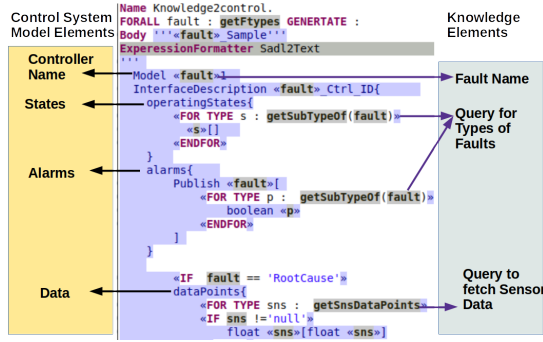 Control System
Model Elements
Controller
Name
States
Alarms
Data
Name Knowledge2control.
FORALL fault : getFtypes GENERTATE :
Body '''«fault»_Sample'''
ExperessionFormatter Sadl2Text
'''
Model «fault»1
InterfaceDescription «fault»_Ctrl_ID{
operatingStates{
«FOR TYPE s : getSubTypeOf(fault)»
«s»[]
«ENDFOR»
}
alarms{
Publish «fault»[
«FOR TYPE p : getSubTypeOf(fault)»
boolean «p»
«ENDFOR»
]
}
«IF fault == 'RootCause'»
dataPoints{
«FOR TYPE sns : getSnsDataPoints»
«IF sns !='null'»
float «sns»[float «sns»]
Knowledge
Elements
Fault Name
Query for
Types of
Faults
Query to
fetch Sensor
Data